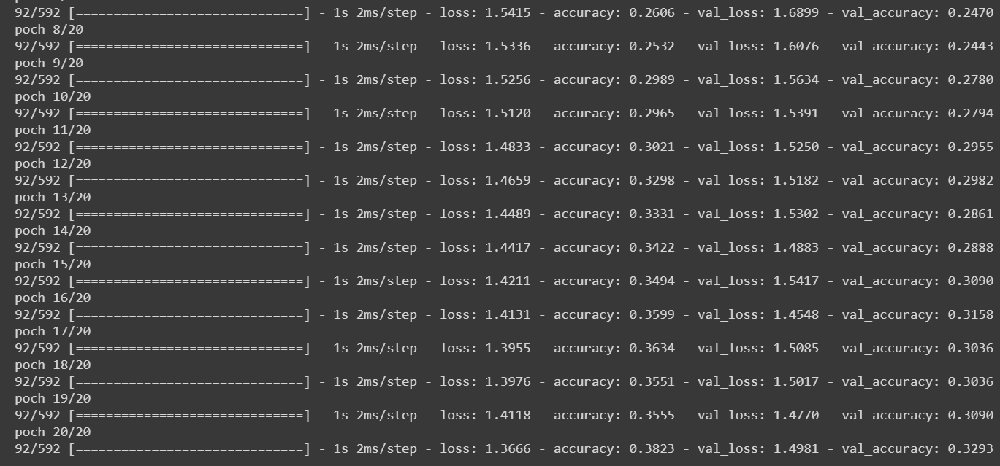 92/592 [==============================] - 1s 2ms/step - loss: 1.5415 - accuracy: 0.2606 - val_loss: 1.6899 - val_accuracy: 0.2470
poch 8/20
92/592 [==============================] - 1s 2ms/step - loss: 1.5336 - accuracy: 0.2532 - val_loss: 1.6076 - val_accuracy: 0.2443
poch 9/20
92/592 [==============================] - 1s 2ms/step - loss: 1.5256 - accuracy: 0.2989 - val_loss: 1.5634 - val_accuracy: 0.2780
poch 10/20
92/592 [==============================] - 1s 2ms/step - loss: 1.5120 - accuracy: 0.2965 - val_loss: 1.5391 - val_accuracy: 0.2794
poch 11/20
92/592 [==============================] - 1s 2ms/step - loss: 1.4833 - accuracy: 0.3021 - val_loss: 1.5250 - val_accuracy: 0.2955
poch 12/20
92/592 [==============================] - 1s 2ms/step - loss: 1.4659 - accuracy: 0.3298 - val_loss: 1.5182 - val_accuracy: 0.2982
poch 13/20
92/592 [==============================] - 1s 2ms/step - loss: 1.4489 - accuracy: 0.3331 - val_loss: 1.5302 - val_accuracy: 0.2861
poch 14/20
92/592 [==============================] - 1s 2ms/step - loss: 1.4417 - accuracy: 0.3422 - val_loss: 1.4883 - val_accuracy: 0.2888
poch 15/20
92/592 [==============================] - 1s 2ms/step - loss: 1.4211 - accuracy: 0.3494 - val_loss: 1.5417 - val_accuracy: 0.3090
poch 16/20
92/592 [==============================] - 1s 2ms/step - loss: 1.4131 - accuracy: 0.3599 - val_loss: 1.4548 - val_accuracy: 0.3158
poch 17/20
92/592 [==============================] - 1s 2ms/step - loss: 1.3955 - accuracy: 0.3634 - val_loss: 1.5085 - val_accuracy: 0.3036
poch 18/20
92/592 [==============================] - 1s 2ms/step - loss: 1.3976 - accuracy: 0.3551 - val_loss: 1.5017 - val_accuracy: 0.3036
poch 19/20
92/592 [==============================] - 1s 2ms/step - loss: 1.4118 - accuracy: 0.3555 - val_loss: 1.4770 - val_accuracy: 0.3090
poch 20/20
92/592 [==============================] - 1s 2ms/step - loss: 1.3666 - accuracy: 0.3823 - val_loss: 1.4981 - val_accuracy: 0.3293